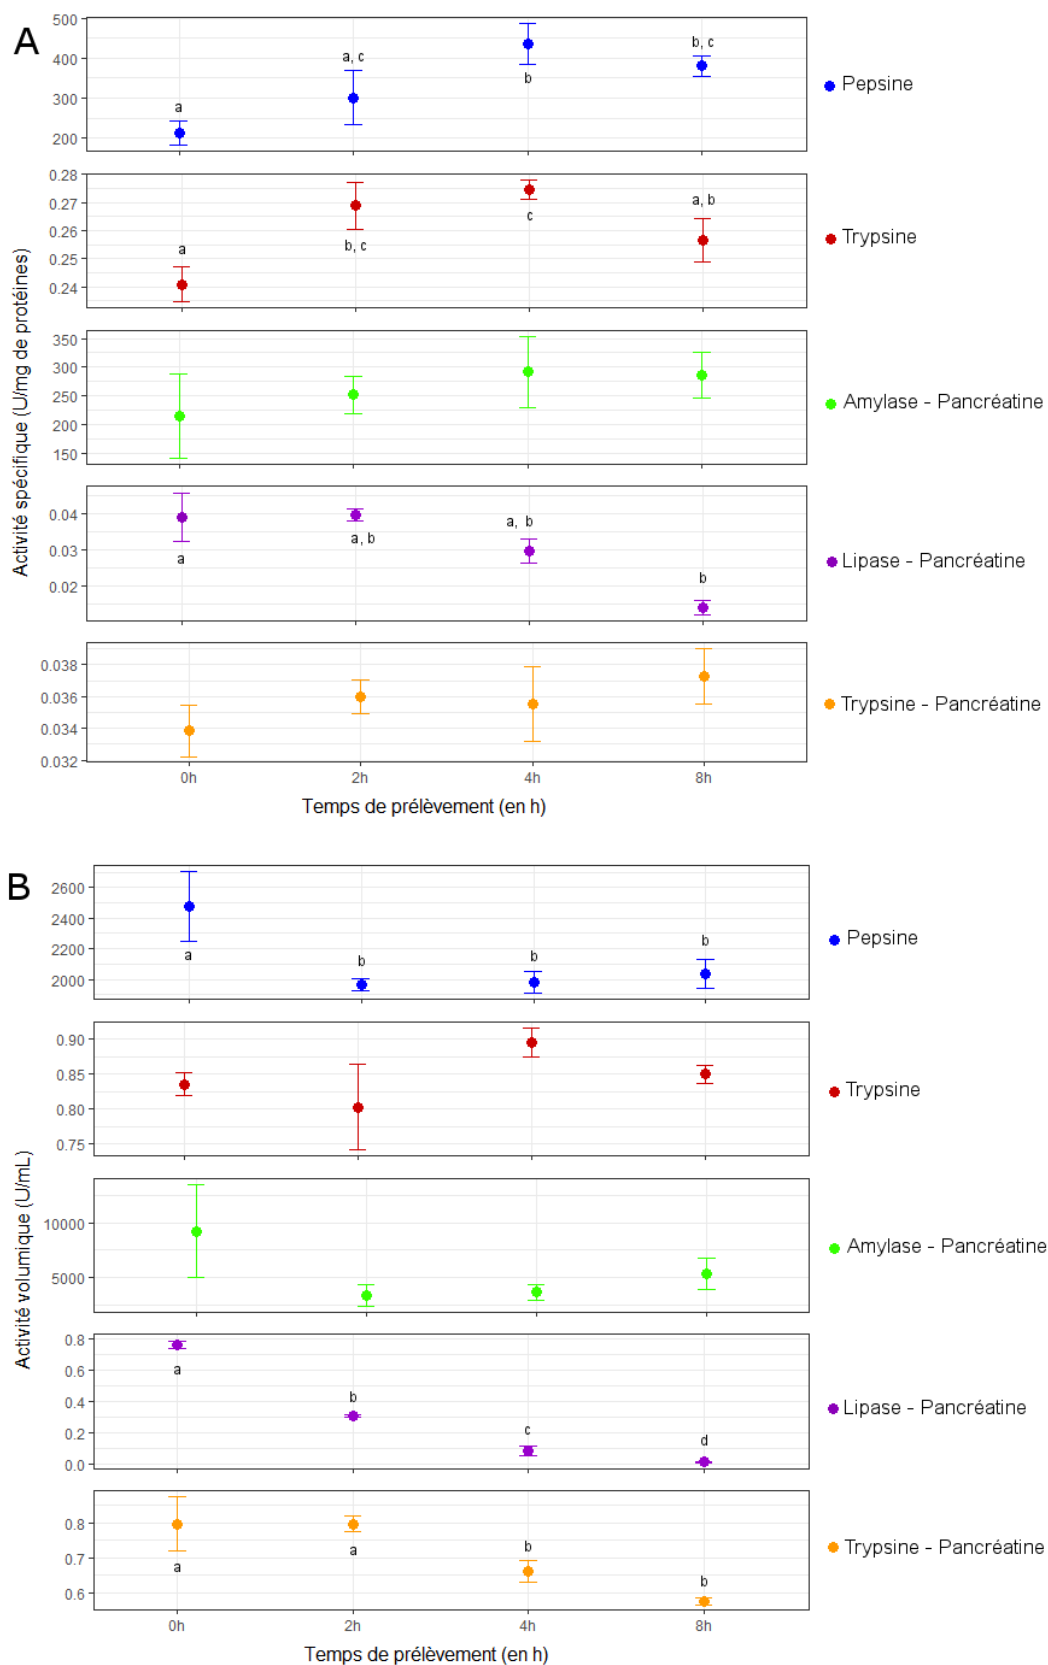 A
500
400
300
200
a
a, c
b
b, c
Pepsine
0.28
0.27
0.26
0.25
0.24
a
b, c
c
a, b
Trypsine
350
300
250
200
150
Amylase - Pancréatine
0.04
0.03
0.02
a
a, b
a, b
b
Lipase - Pancréatine
0.038
0.036
0.034
0.032
Trypsine - Pancréatine
0h 2h 4h 8h
Temps de prélèvement (en h)
Activité spécifique (U/mg de protéines)
B
2600
2400
2200
2000
a
b
b
b
Pepsine
0.90
0.85
0.80
0.75
Trypsine
10000
5000
Amylase - Pancréatine
0.8
0.6
0.4
0.2
0.0
a
b
c
d
Lipase - Pancréatine
0.8
0.7
0.6
a
a
b
b
Trypsine - Pancréatine
0h 2h 4h 8h
Temps de prélèvement (en h)
Activité volumique (U/mL)